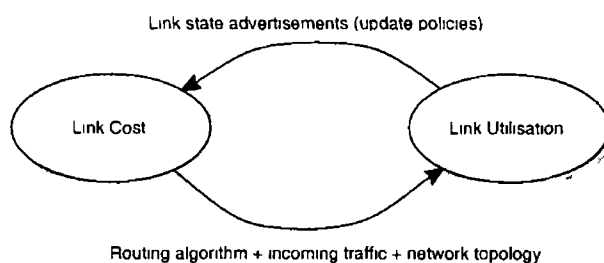 Link state advertisements (update policies)
Link Cost
Link Utilisation
Routing algorithm + incoming traffic + network topology